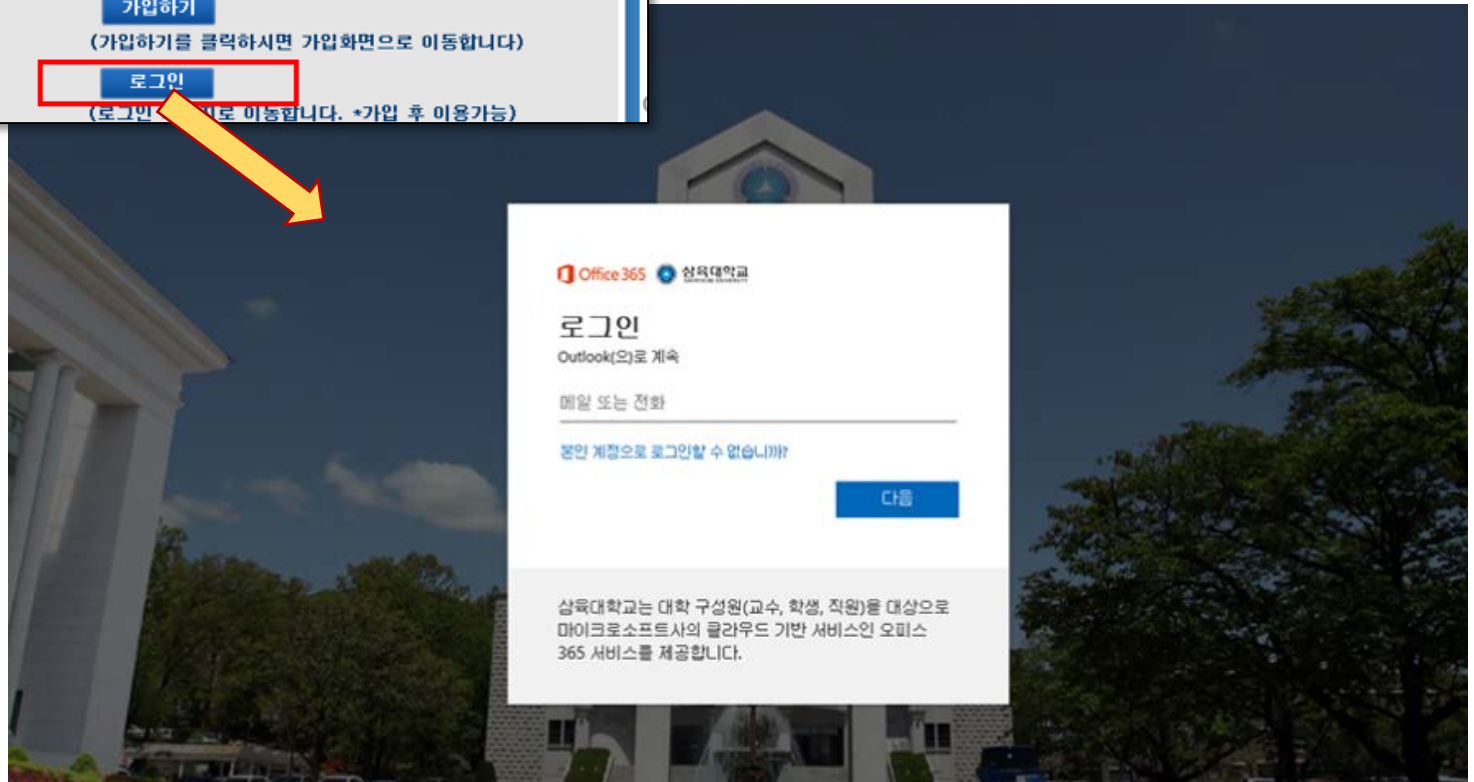 가입하기
(가입하기를 클릭하시면 가입화면으로 이동합니다)
로그인
(로그인 로 이동합니다. *가입 후 이용가능)
Office 365 삼육대학교
로그인
Outlook(으)로 계속
메일 또는 전화
본인 계정으로 로그인할 수 없습니까?
다음
삼육대학교는 대학 구성원(교수, 학생, 직원)을 대상으로
마이크로소프트사의 클라우드 기반 서비스인 오피스
365 서비스를 제공합니다.